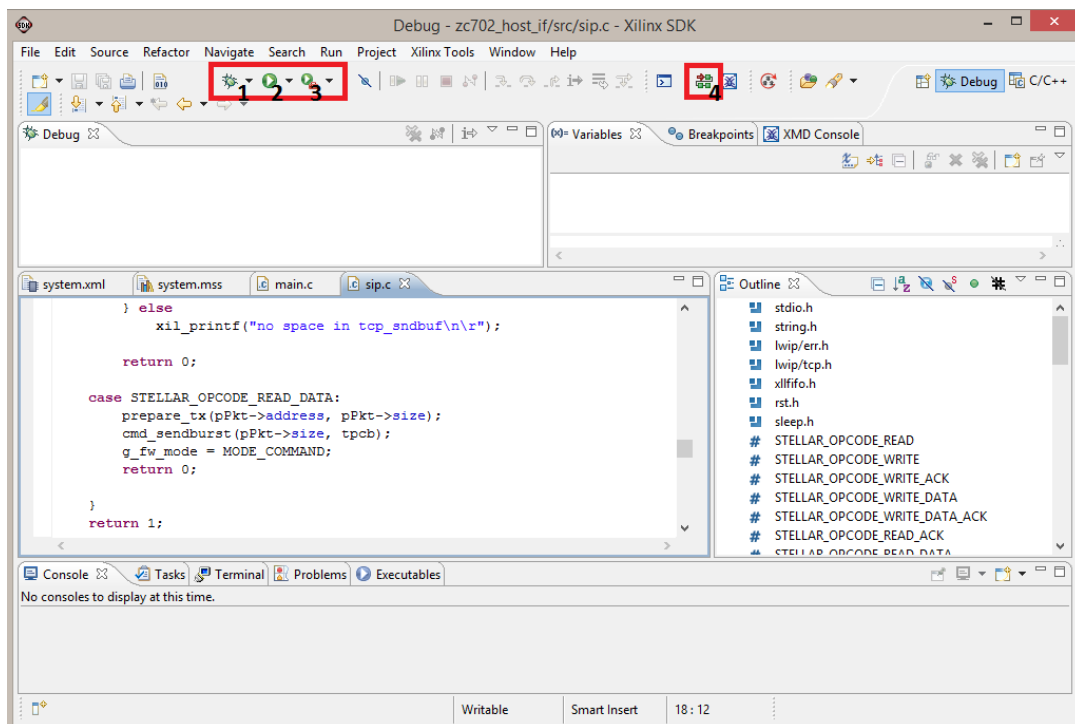 SDK
Debug - zc702_host_if/src/sip.c - Xilinx SDK
File Edit Source Refactor Navigate Search Run Project Xilinx Tools Window Help
010
1 2 3 4
Debug C/C++
Debug
(x)= Variables Breakpoints XMD Console
system.xml system.mss main.c sip.c
Outline
} else
xil_printf("no space in tcp_sndbuf\n\r");
return 0;
case STELLAR_OPCODE_READ_DATA:
prepare_tx(pPkt->address, pPkt->size);
cmd_sendburst(pPkt->size, tpcb);
g_fw_mode = MODE_COMMAND;
return 0;
}
return 1;
stdio.h
string.h
lwip/err.h
lwip/tcp.h
xllfifo.h
rst.h
sleep.h
# STELLAR_OPCODE_READ
# STELLAR_OPCODE_WRITE
# STELLAR_OPCODE_WRITE_ACK
# STELLAR_OPCODE_WRITE_DATA
# STELLAR_OPCODE_WRITE_DATA_ACK
# STELLAR_OPCODE_READ_ACK
# STELLAR_OPCODE_READ_DATA
Console Tasks Terminal Problems Executables
No consoles to display at this time.
Writable Smart Insert 18 : 12